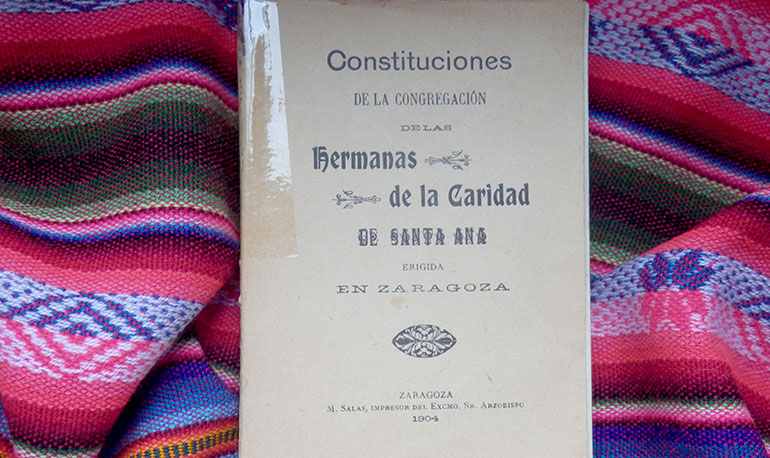 Constituciones
DE LA CONGREGACIÓN
DE LAS
Hermanas
de la Caridad
DE SANTA ANA
ERIGIDA
EN ZARAGOZA
ZARAGOZA
M. SALAS, IMPRESOR DEL EXCMO. SR. ARZOBISPO
1904